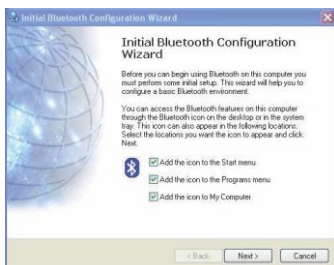 Initial Bluetooth Configuration Wizard
Initial Bluetooth Configuration
Wizard
Before you can begin using Bluetooth on this computer you
must perform some initial setup. This wizard will help you to
configure a basic Bluetooth environment.
You can access the Bluetooth features on this computer
through the Bluetooth icon on the desktop or in the system
tray. This icon can also appear in the following locations.
Select the locations you want the icon to appear and click
Next.
Add the icon to the Start menu
Add the icon to the Programs menu
Add the icon to My Computer
< Back
Next >
Cancel